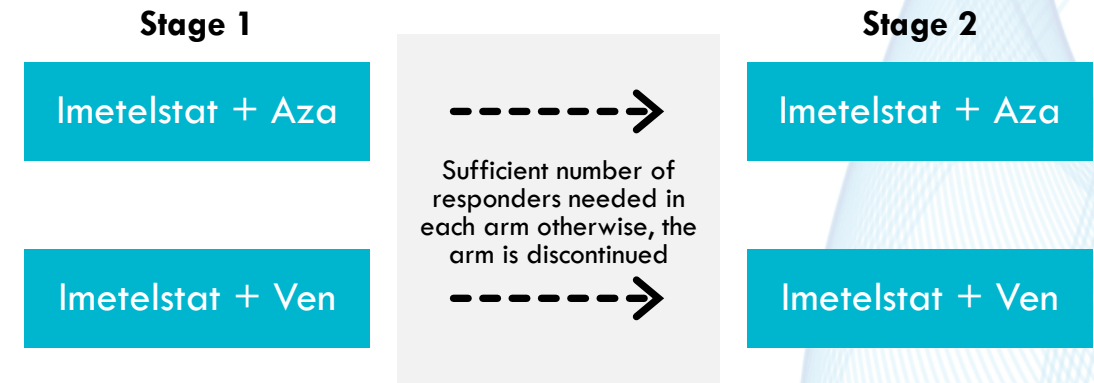 Stage 1
Stage 2
Imetelstat + Aza
Imetelstat + Aza
Sufficient number of
responders needed in
each arm otherwise, the
arm is discontinued
Imetelstat + Ven
Imetelstat + Ven